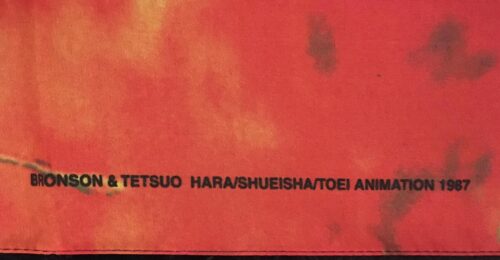 BRONSON & TETSUO HARA/SHUEISHA/TOEI ANIMATION 1987